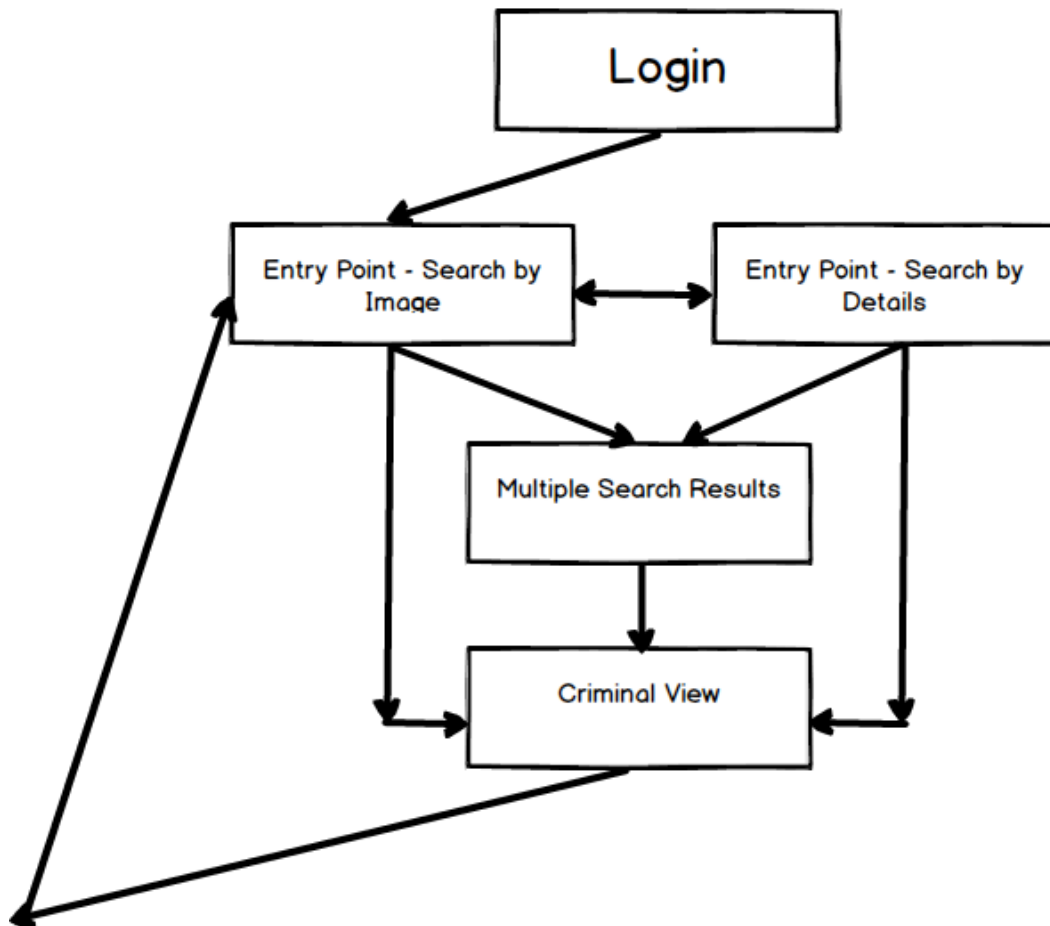 Login
Entry Point - Search by
Image
Entry Point - Search by
Details
Multiple Search Results
Criminal View